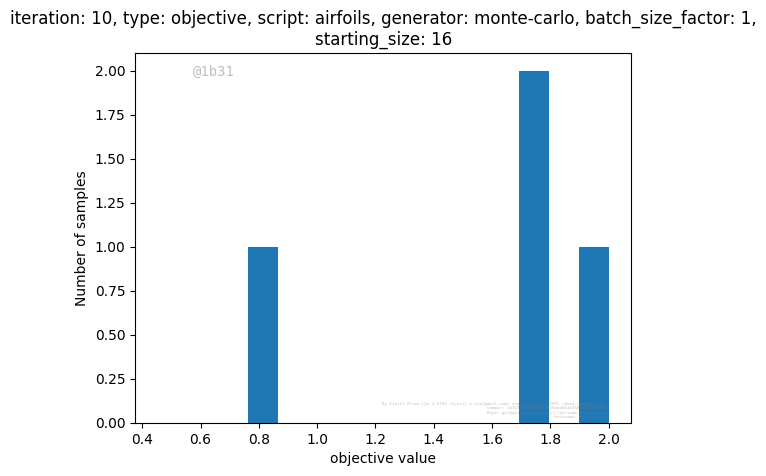 iteration: 10, type: objective, script: airfoils, generator: monte-carlo, batch_size_factor: 1,
starting_size: 16
@1b31
2.00
1.75
1.50
1.25
1.00
0.75
0.50
0.25
0.00
Number of samples
0.4 0.6 0.8 1.0 1.2 1.4 1.6 1.8 2.0
objective value